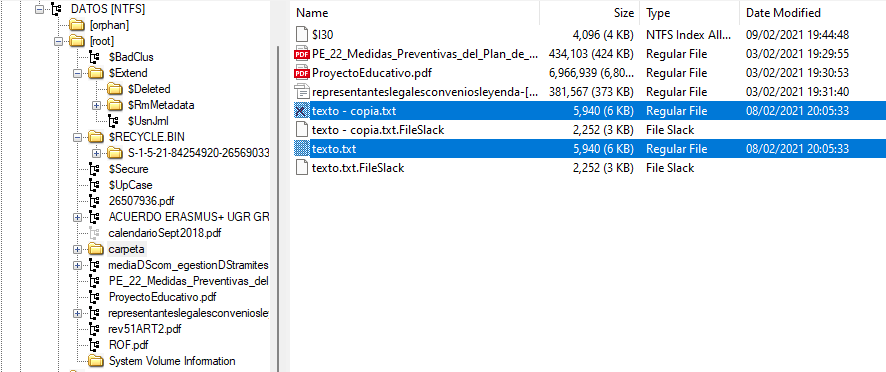 DATOS [NTFS]
[orphan]
[root]
$BadClus
$Extend
$Deleted
$RmMetadata
$UsnJrnl
$RECYCLE.BIN
S-1-5-21-84254920-26569033
$Secure
$UpCase
26507936.pdf
ACUERDO ERASMUS+ UGR GR
calendarioSept2018.pdf
carpeta
mediaDScom_egestionDStramites
PE_22_Medidas_Preventivas_del
ProyectoEducativo.pdf
representanteslegalesconveniosley
rev51ART2.pdf
ROF.pdf
System Volume Information
Name Size Type Date Modified
$I30 4,096 (4 KB) NTFS Index All... 09/02/2021 19:44:48
PDF PE_22_Medidas_Preventivas_del_Plan_de_... 434,103 (424 KB) Regular File 03/02/2021 19:29:55
PDF ProyectoEducativo.pdf 6,966,939 (6,80... Regular File 03/02/2021 19:30:53
representanteslegalesconveniosleyenda-[... 381,567 (373 KB) Regular File 03/02/2021 19:31:40
texto - copia.txt 5,940 (6 KB) Regular File 08/02/2021 20:05:33
texto - copia.txt.FileSlack 2,252 (3 KB) File Slack
texto.txt 5,940 (6 KB) Regular File 08/02/2021 20:05:33
texto.txt.FileSlack 2,252 (3 KB) File Slack